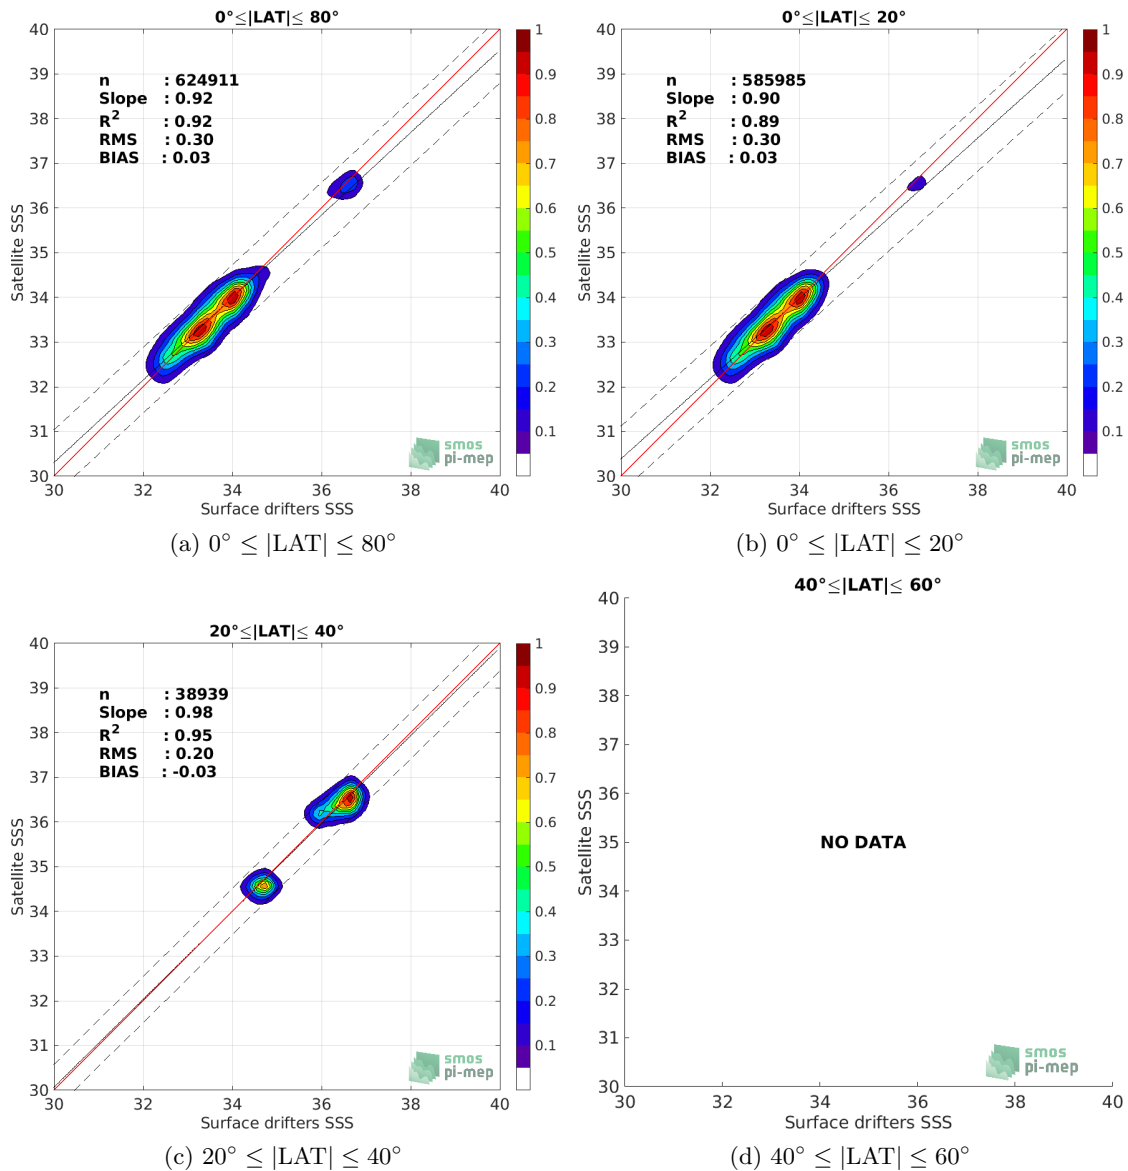 0°≤|LAT|≤ 80°
n : 624911
Slope : 0.92
R2 : 0.92
RMS : 0.30
BIAS : 0.03
Satellite SSS
40
39
38
37
36
35
34
33
32
31
30
30 32 34 36 38 40
Surface drifters SSS
1
0.9
0.8
0.7
0.6
0.5
0.4
0.3
0.2
0.1
smos
pi-mep
(a) 0° ≤ |LAT| ≤ 80°
0°≤|LAT|≤ 20°
n : 585985
Slope : 0.90
R2 : 0.89
RMS : 0.30
BIAS : 0.03
Satellite SSS
40
39
38
37
36
35
34
33
32
31
30
30 32 34 36 38 40
Surface drifters SSS
1
0.9
0.8
0.7
0.6
0.5
0.4
0.3
0.2
0.1
smos
pi-mep
(b) 0° ≤ |LAT| ≤ 20°
20°≤|LAT|≤ 40°
n : 38939
Slope : 0.98
R2 : 0.95
RMS : 0.20
BIAS : -0.03
Satellite SSS
40
39
38
37
36
35
34
33
32
31
30
30 32 34 36 38 40
Surface drifters SSS
1
0.9
0.8
0.7
0.6
0.5
0.4
0.3
0.2
0.1
smos
pi-mep
(c) 20° ≤ |LAT| ≤ 40°
40°≤|LAT|≤ 60°
Satellite SSS
40
39
38
37
36
35
34
33
32
31
30
NO DATA
30 32 34 36 38 40
Surface drifters SSS
smos
pi-mep
(d) 40° ≤ |LAT| ≤ 60°